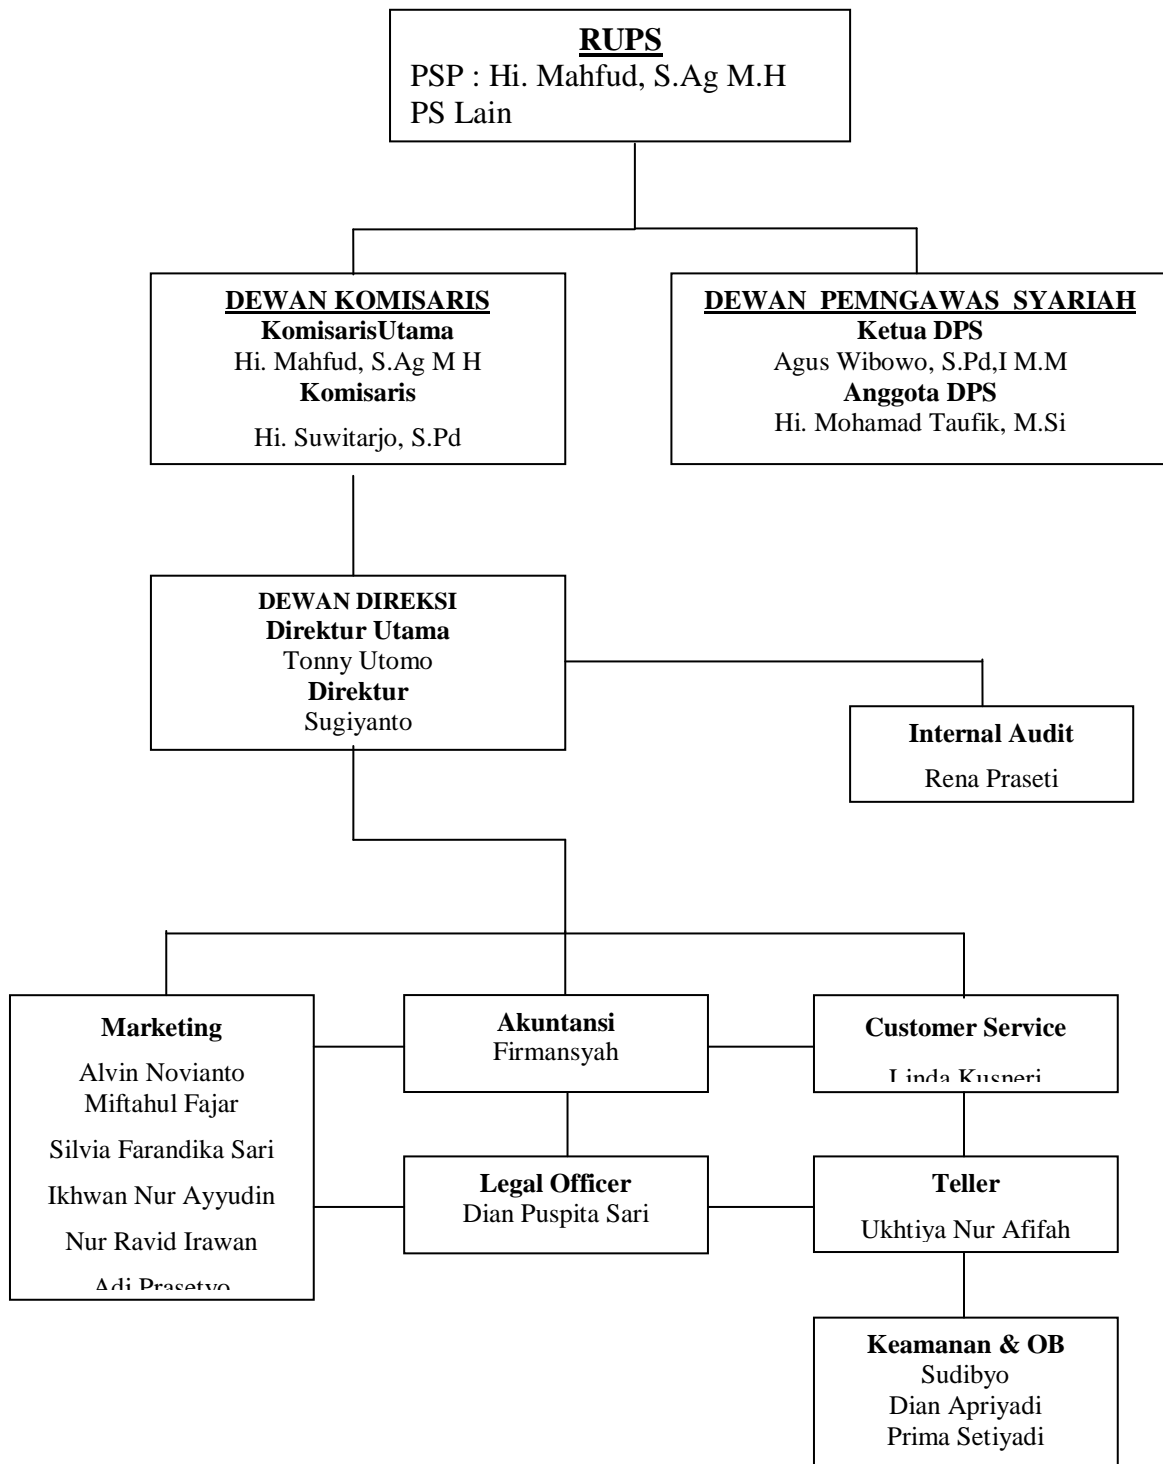 RUPS
PSP : Hi. Mahfud, S.Ag M.H
PS Lain
DEWAN KOMISARIS
KomisarisUtama
Hi. Mahfud, S.Ag M H
Komisaris
Hi. Suwitarjo, S.Pd
DEWAN PEMNGAWAS SYARIAH
Ketua DPS
Agus Wibowo, S.Pd,I M.M
Anggota DPS
Hi. Mohamad Taufik, M.Si
DEWAN DIREKSI
Direktur Utama
Tonny Utomo
Direktur
Sugiyanto
Internal Audit
Rena Praseti
Marketing
Alvin Novianto
Miftahul Fajar
Silvia Farandika Sari
Ikhwan Nur Ayyudin
Nur Ravid Irawan
Adi Prasetyo
Akuntansi
Firmansyah
Customer Service
Linda Kusneri
Legal Officer
Dian Puspita Sari
Teller
Ukhtiya Nur Afifah
Keamanan & OB
Sudibyo
Dian Apriyadi
Prima Setiyadi